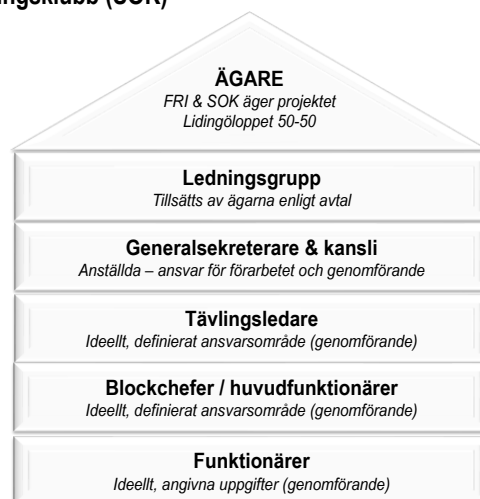 ÄGARE
FRI & SOK äger projektet
Lidingöloppet 50-50
Ledningsgrupp
Tillsätts av ägarna enligt avtal
Generalsekreterare & kansli
Anställda – ansvar för förarbetet och genomförande
Tävlingsledare
Ideellt, definierat ansvarsområde (genomförande)
Blockchefer / huvudfunktionärer
Ideellt, definierat ansvarsområde (genomförande)
Funktionärer
Ideellt, angivna uppgifter (genomförande)